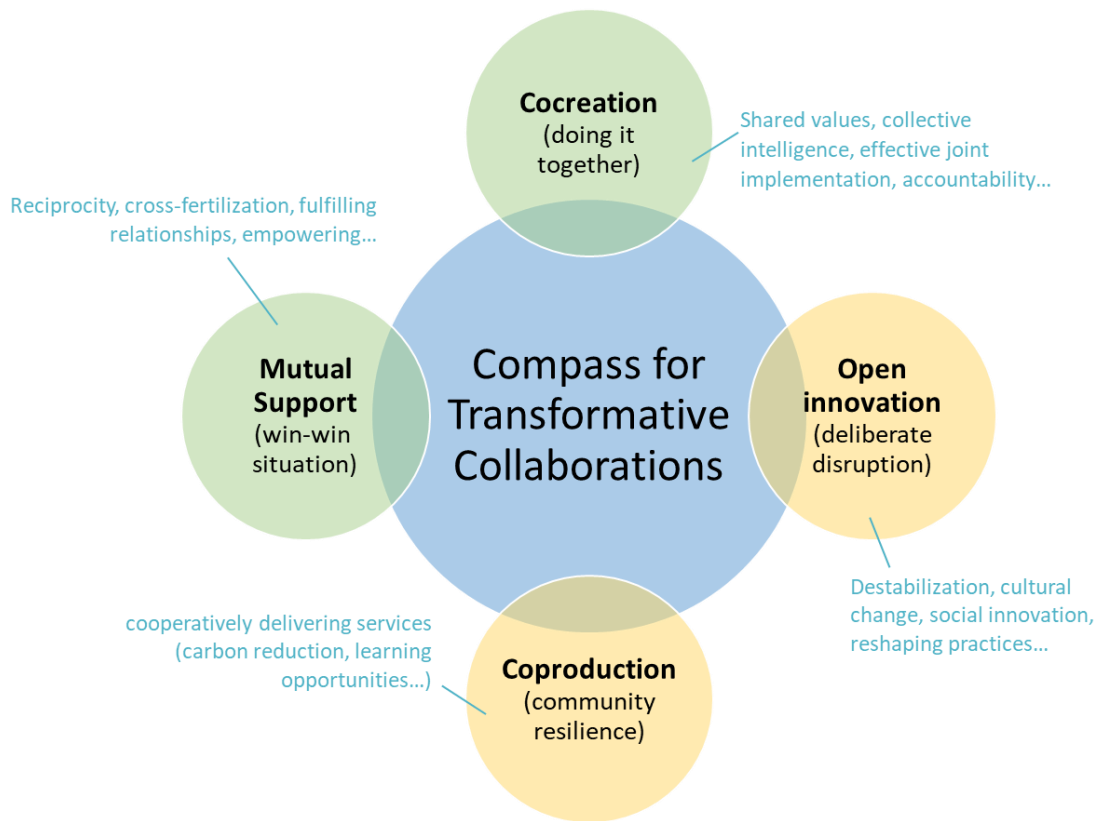 Cocreation
(doing it
together)
Shared values, collective
intelligence, effective joint
implementation, accountability...
Reciprocity, cross-fertilization, fulfilling
relationships, empowering...
Mutual
Support
(win-win
situation)
Compass for
Transformative
Collaborations
Open
innovation
(deliberate
disruption)
Destabilization, cultural
change, social innovation,
reshaping practices...
cooperatively delivering services
(carbon reduction, learning
opportunities...)
Coproduction
(community
resilience)